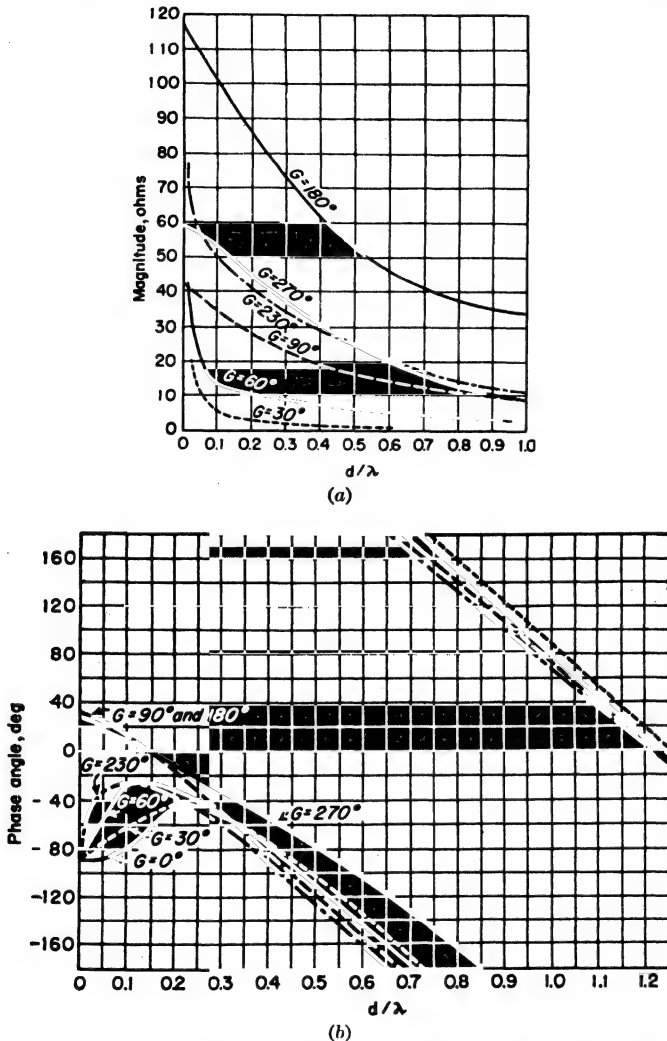 120
110
100
90
80
70
60
50
40
30
20
10
0
Magnitude, ohms
G=180°
G=270°
G=230°
G=90°
G=60°
G=30°
0 0.1 0.2 0.3 0.4 0.5 0.6 0.7 0.8 0.9 1.0
d/λ
(a)
160
120
80
40
0
-40
-80
-120
-160
Phase angle, deg
G=90° and 180°
G=230°
G=60°
G=30°
G=0°
G=270°
0 0.1 0.2 0.3 0.4 0.5 0.6 0.7 0.8 0.9 1.0 1.1 1.2
d/λ
(b)